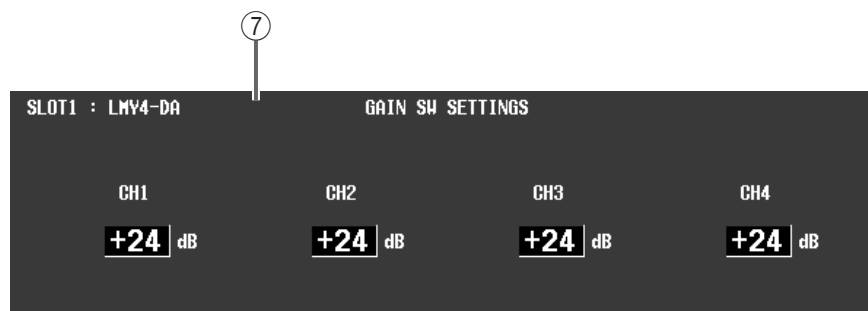 ⑦
SLOT1 : LMY4-DA GAIN SW SETTINGS
CH1 CH2 CH3 CH4
+24 dB +24 dB +24 dB +24 dB